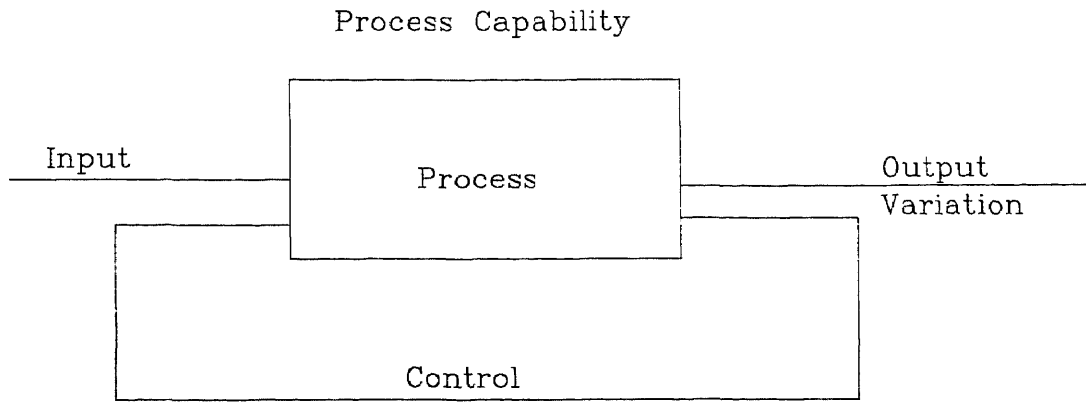 Process Capability
Input
Process
Output
Variation
Control